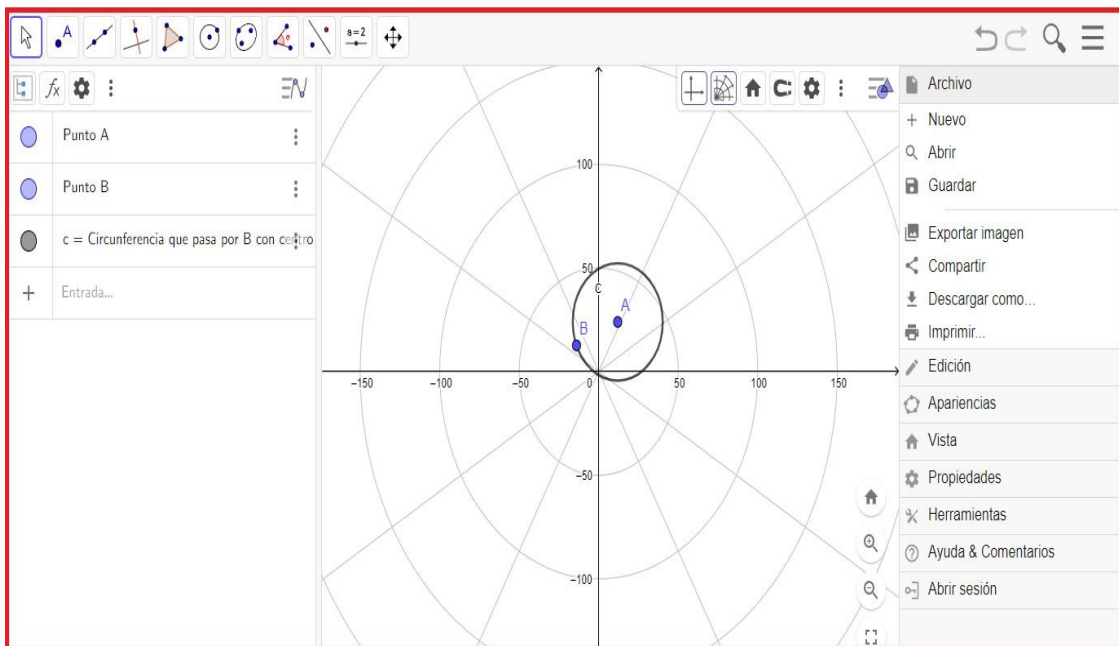 A
a=2
fx
Punto A
Punto B
c = Circunferencia que pasa por B con centro
Entrada...
100
50
c
A
B
−150
−100
−50
0
50
100
150
−50
−100
Archivo
Nuevo
Abrir
Guardar
Exportar imagen
Compartir
Descargar como...
Imprimir...
Edición
Apariencias
Vista
Propiedades
Herramientas
Ayuda & Comentarios
Abrir sesión